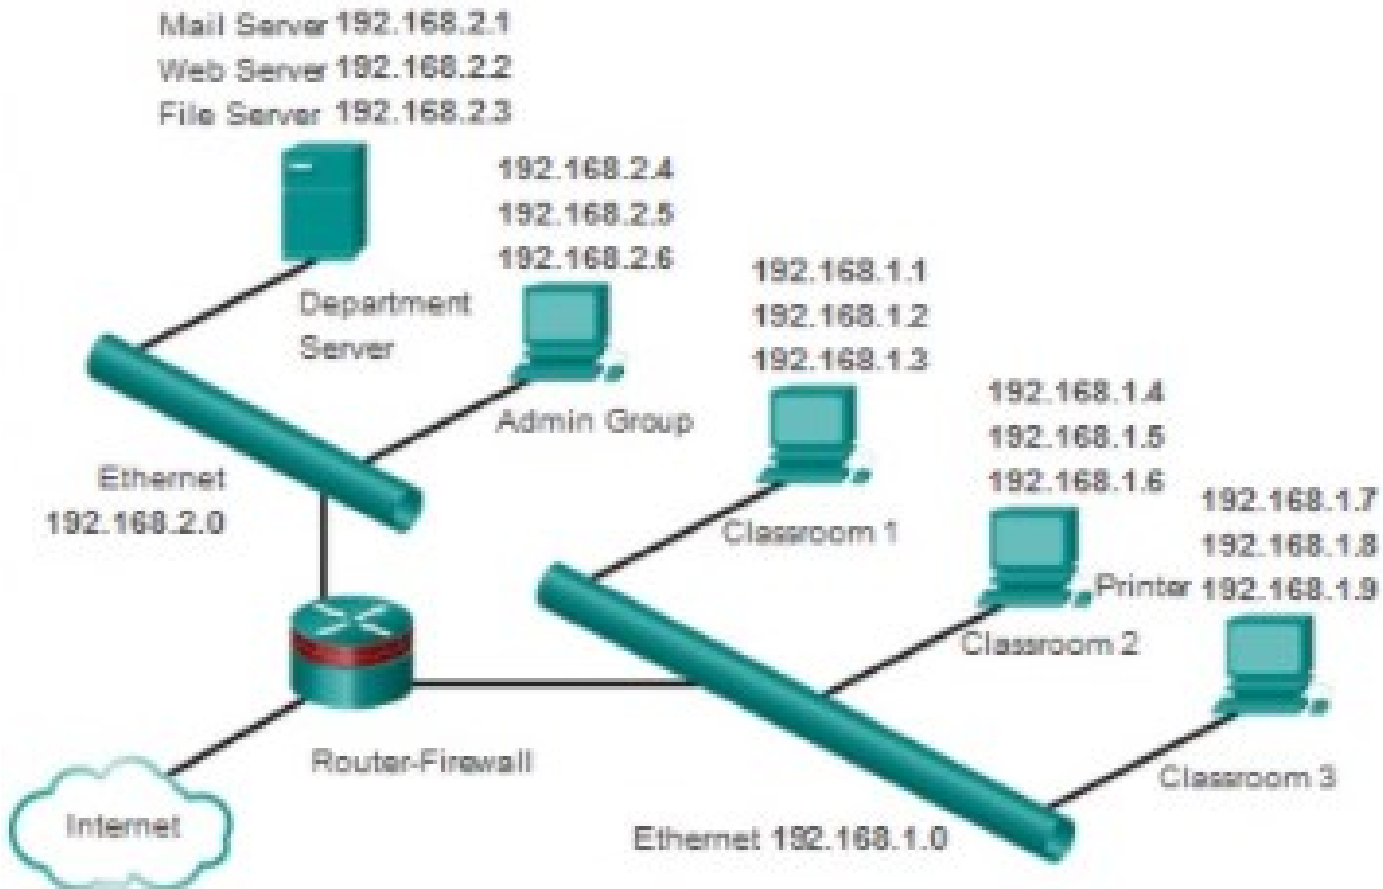 Mail Server 192.168.2.1
Web Server 192.168.2.2
File Server 192.168.2.3
192.168.2.4
192.168.2.5
192.168.2.6
Department
Server
Admin Group
Ethernet
192.168.2.0
192.168.1.1
192.168.1.2
192.168.1.3
Classroom 1
192.168.1.4
192.168.1.5
192.168.1.6
Classroom 2
192.168.1.7
192.168.1.8
Printer 192.168.1.9
Classroom 3
Router-Firewall
Internet
Ethernet 192.168.1.0